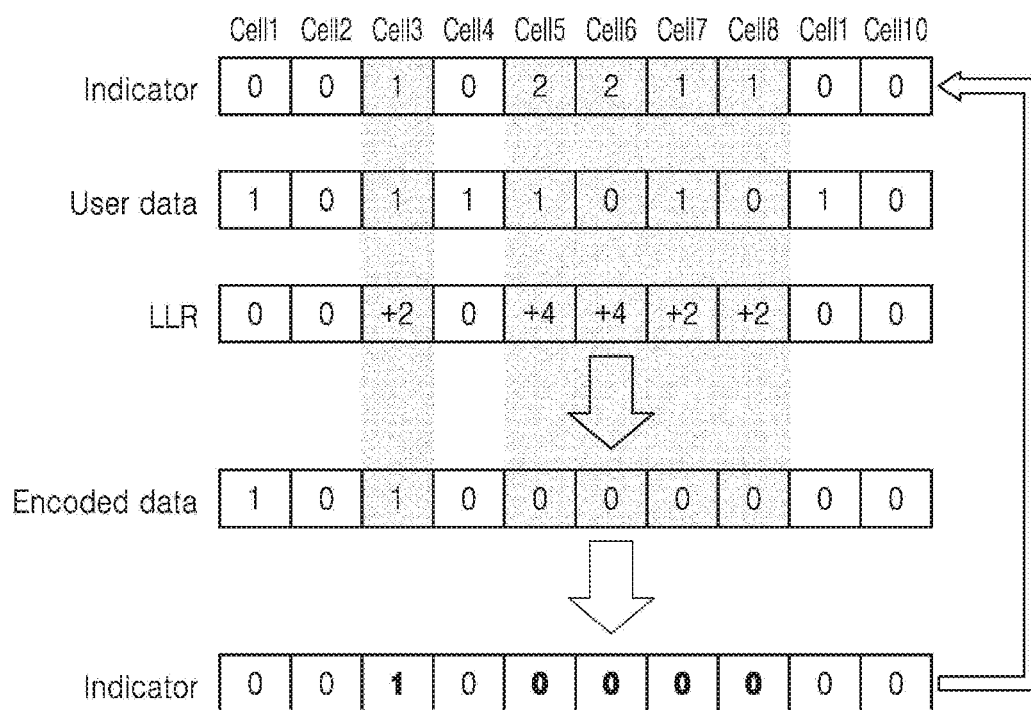 Cell1 Cell2 Cell3 Cell4 Cell5 Cell6 Cell7 Cell8 Cell1 Cell10
Indicator 0 0 1 0 2 2 1 1 0 0
User data 1 0 1 1 1 0 1 0 1 0
LLR 0 0 +2 0 +4 +4 +2 +2 0 0
Encoded data 1 0 1 0 0 0 0 0 0 0
Indicator 0 0 1 0 0 0 0 0 0 0